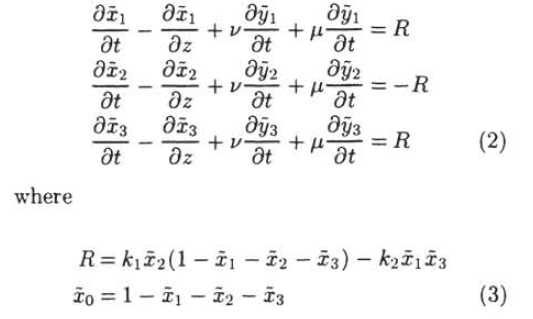 ∂x̃₁/∂t − ∂x̃₁/∂z + ν ∂ỹ₁/∂t + μ ∂ỹ₁/∂t = R
∂x̃₂/∂t − ∂x̃₂/∂z + ν ∂ỹ₂/∂t + μ ∂ỹ₂/∂t = −R
∂x̃₃/∂t − ∂x̃₃/∂z + ν ∂ỹ₃/∂t + μ ∂ỹ₃/∂t = R (2)
where
R = k₁x̃₂(1 − x̃₁ − x̃₂ − x̃₃) − k₂x̃₁x̃₃
x̃₀ = 1 − x̃₁ − x̃₂ − x̃₃ (3)